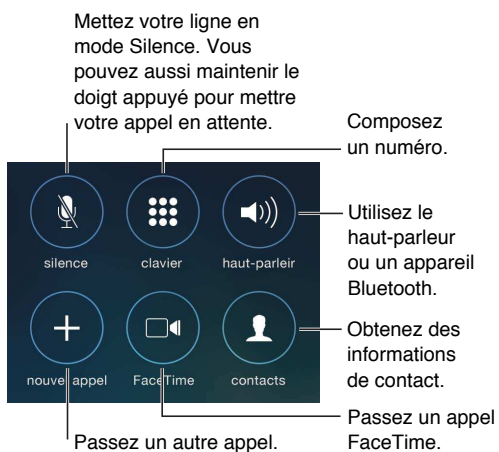 Mettez votre ligne en
mode Silence. Vous
pouvez aussi maintenir le
doigt appuyé pour mettre
votre appel en attente.
Composez
un numéro.
silence
clavier
haut-parleir
Utilisez le
haut-parleur
ou un appareil
Bluetooth.
nouvel appel
FaceTime
contacts
Obtenez des
informations
de contact.
Passez un autre appel.
Passez un appel
FaceTime.